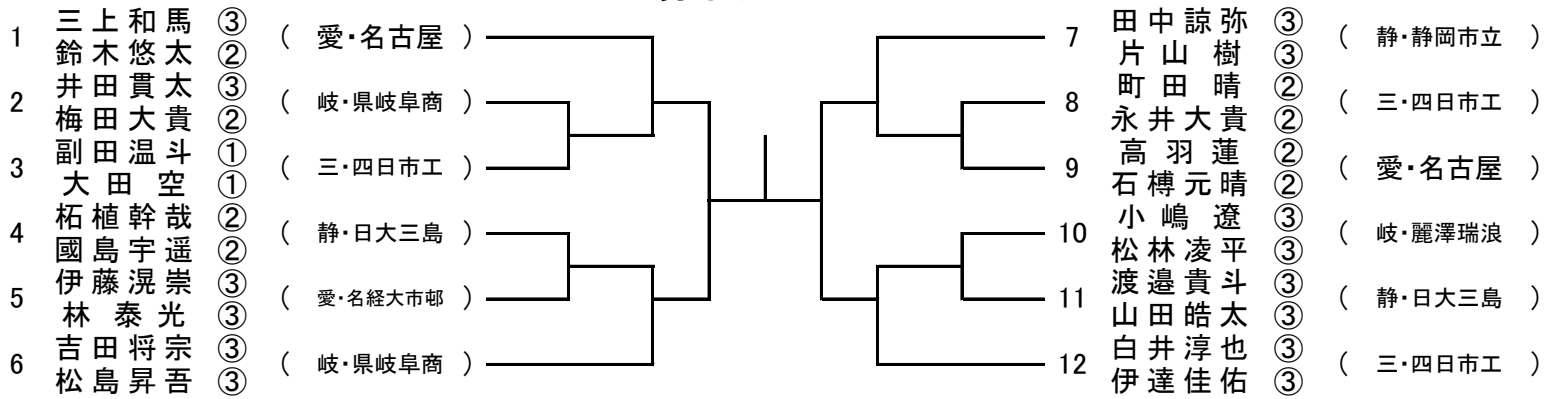 三上和馬 ③
1 ( 愛・名古屋 )
鈴木悠太 ②
井田貫太 ③
2 ( 岐・県岐阜商 )
梅田大貴 ②
副田温斗 ①
3 ( 三・四日市工 )
大田空 ①
柘植幹哉 ②
4 ( 静・日大三島 )
國島宇遥 ②
伊藤滉崇 ③
5 ( 愛・名経大市邨 )
林泰光 ③
吉田将宗 ③
6 ( 岐・県岐阜商 )
松島昇吾 ③
田中諒弥 ③
7 ( 静・静岡市立 )
片山樹 ③
町田晴 ②
8 ( 三・四日市工 )
永井大貴 ②
高羽蓮 ②
9 ( 愛・名古屋 )
石榑元晴 ②
小嶋遼 ③
10 ( 岐・麗澤瑞浪 )
松林凌平 ③
渡邉貴斗 ③
11 ( 静・日大三島 )
山田皓太 ③
白井淳也 ③
12 ( 三・四日市工 )
伊達佳佑 ③